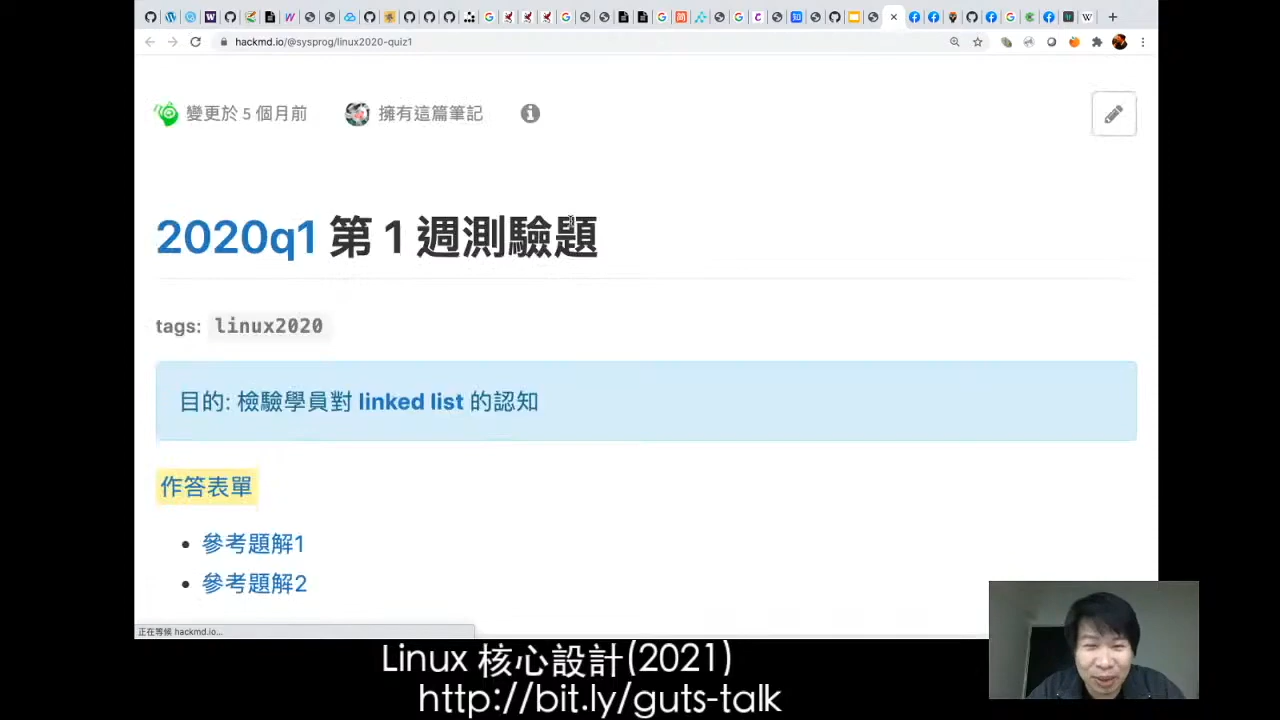 hackmd.io/@sysprog/linux2020-quiz1
變更於 5 個月前
擁有這篇筆記
2020q1 第 1 週測驗題
tags: linux2020
目的: 檢驗學員對 linked list 的認知
作答表單
參考題解1
參考題解2
正在等候 hackmd.io...
Linux 核心設計(2021)
http://bit.ly/guts-talk